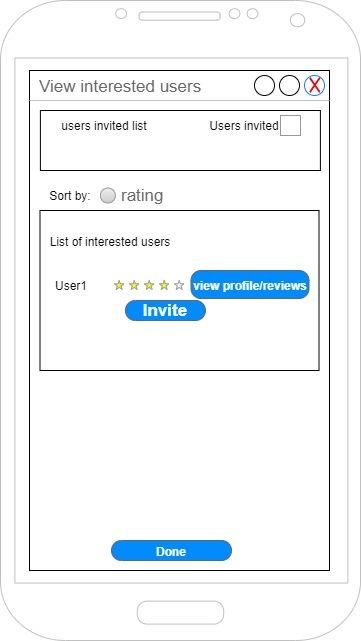 View interested users X
users invited list Users invited
Sort by: rating
List of interested users
User1 view profile/reviews
Invite
Done